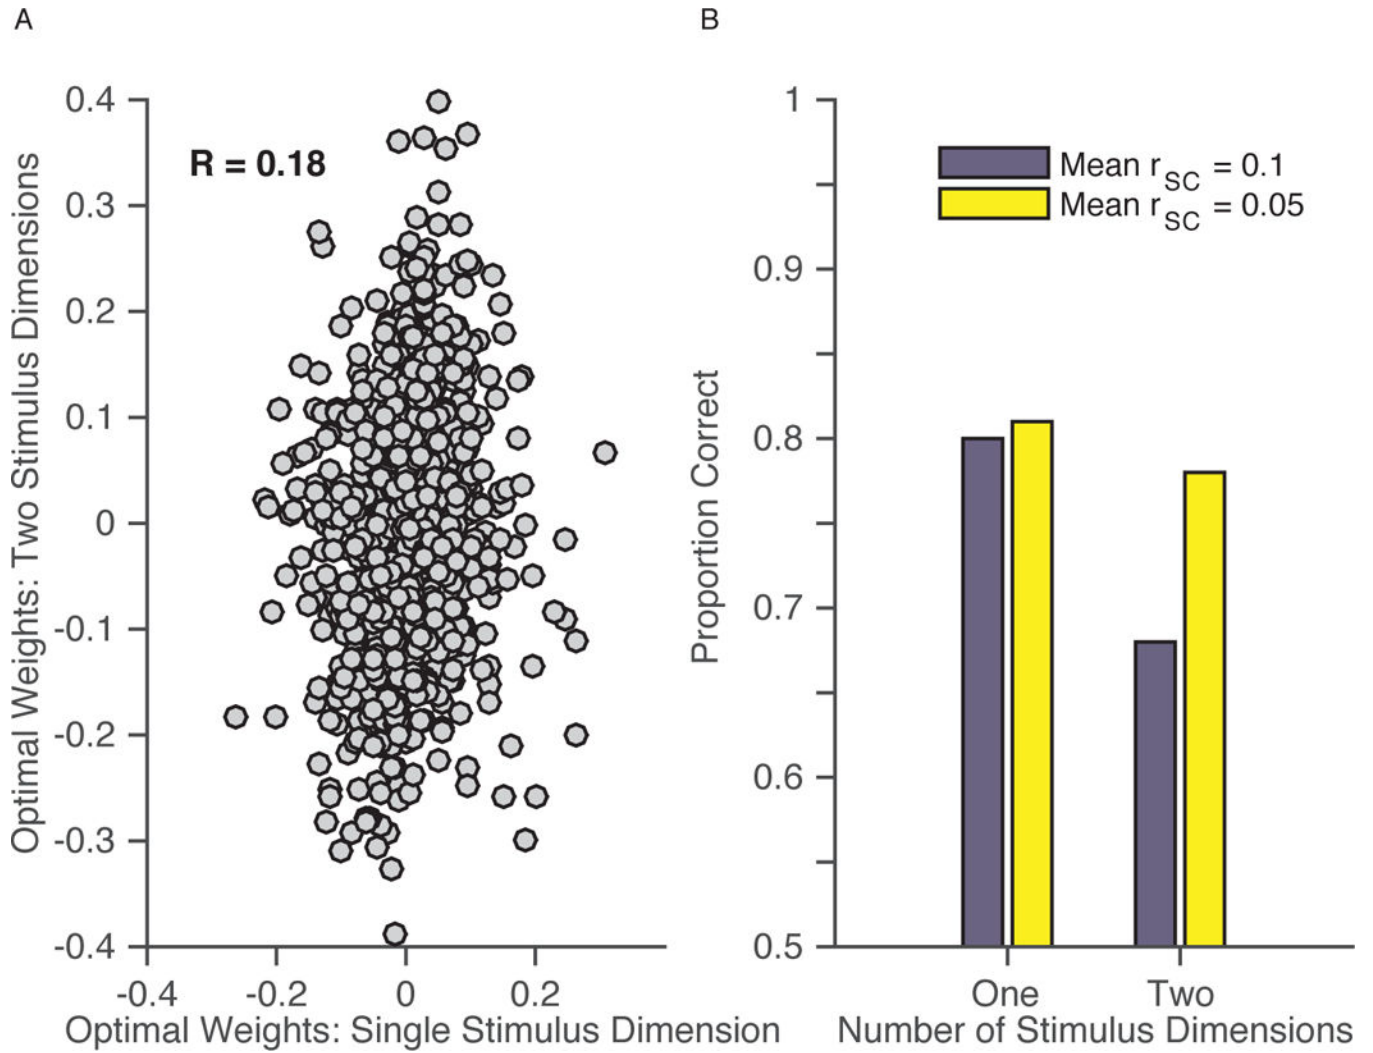 A
Optimal Weights: Two Stimulus Dimensions
0.4
0.3
0.2
0.1
0
-0.1
-0.2
-0.3
-0.4
R = 0.18
-0.4 -0.2 0 0.2
Optimal Weights: Single Stimulus Dimension
B
Proportion Correct
1
0.9
0.8
0.7
0.6
0.5
Mean rSC = 0.1
Mean rSC = 0.05
One Two
Number of Stimulus Dimensions